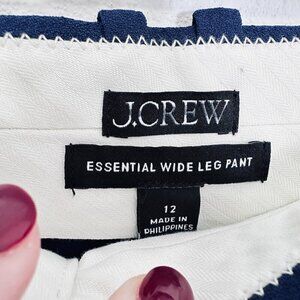 J.CREW
ESSENTIAL WIDE LEG PANT
12
MADE IN
PHILIPPINES